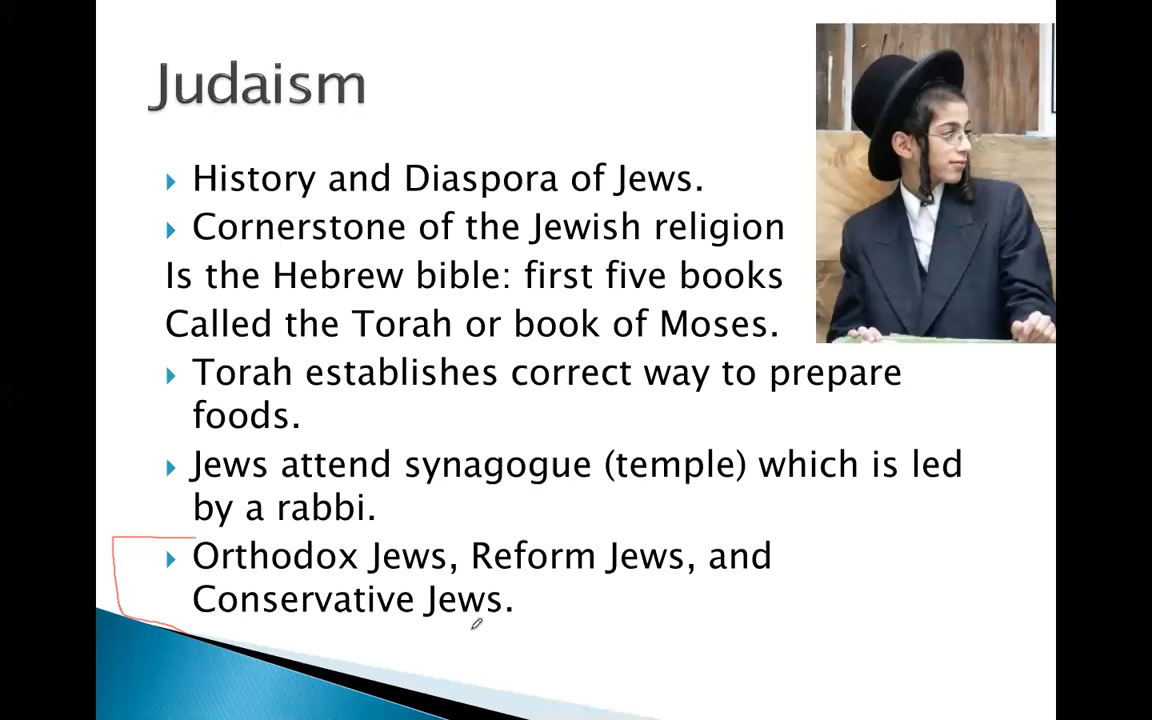 Judaism
History and Diaspora of Jews.
Cornerstone of the Jewish religion
Is the Hebrew bible: first five books
Called the Torah or book of Moses.
Torah establishes correct way to prepare
foods.
Jews attend synagogue (temple) which is led
by a rabbi.
Orthodox Jews, Reform Jews, and
Conservative Jews.